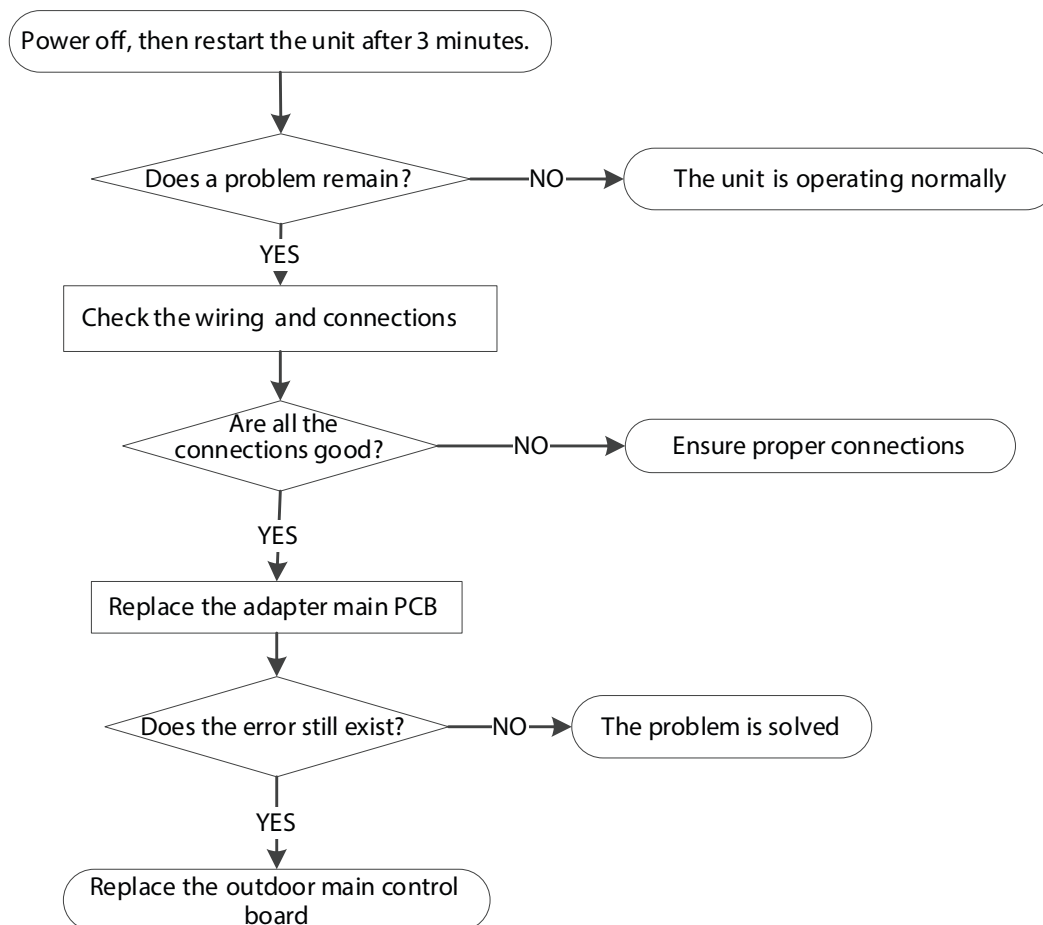 Power off, then restart the unit after 3 minutes.
Does a problem remain?
NO
The unit is operating normally
YES
Check the wiring and connections
Are all the
connections good?
NO
Ensure proper connections
YES
Replace the adapter main PCB
Does the error still exist?
NO
The problem is solved
YES
Replace the outdoor main control
board